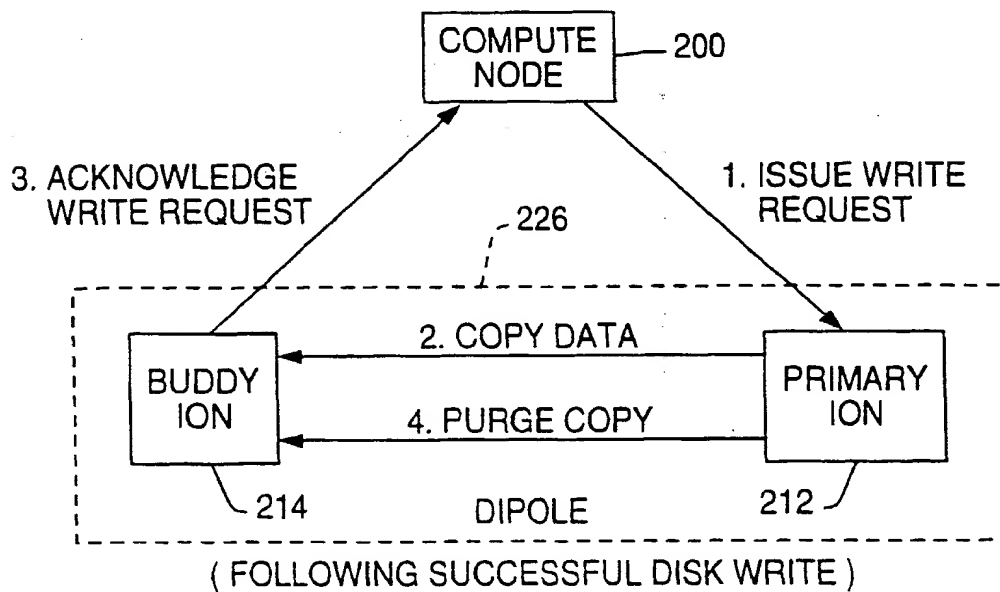 COMPUTE
NODE
200
3. ACKNOWLEDGE
WRITE REQUEST
1. ISSUE WRITE
REQUEST
226
2. COPY DATA
BUDDY
ION
PRIMARY
ION
4. PURGE COPY
214
DIPOLE
212
( FOLLOWING SUCCESSFUL DISK WRITE )